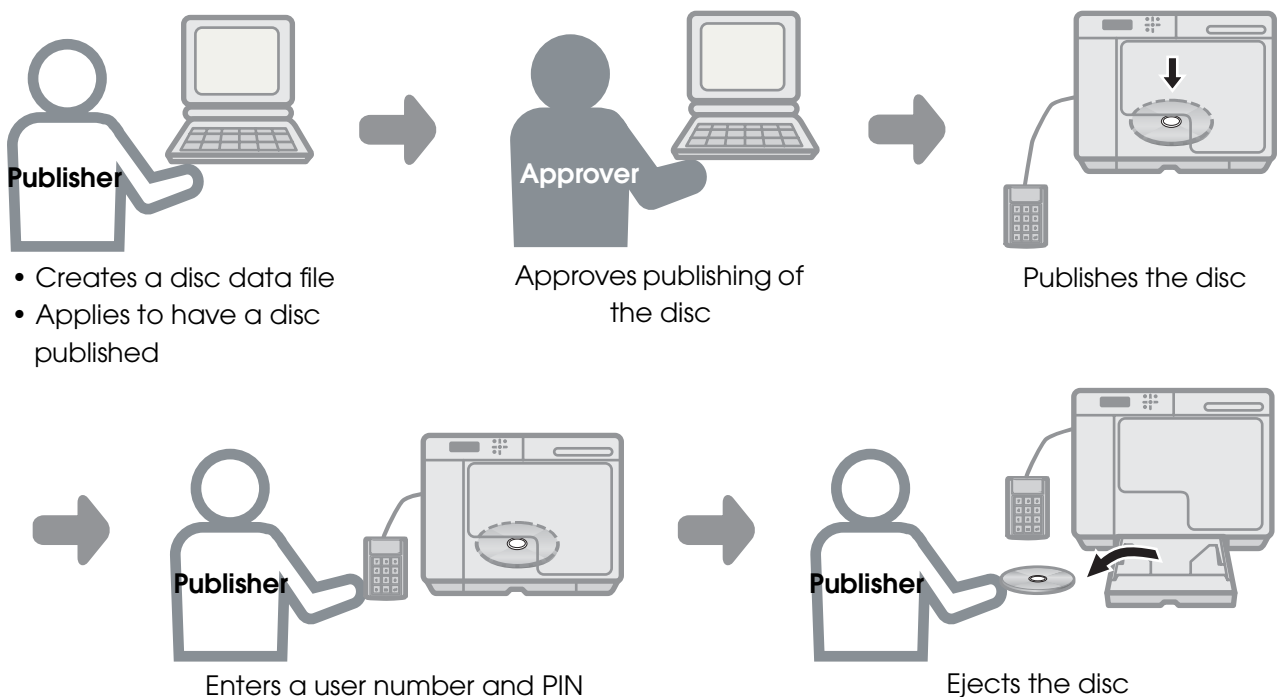 Publisher
Approver
• Creates a disc data file
• Applies to have a disc
published
Approves publishing of
the disc
Publishes the disc
Publisher
Publisher
Enters a user number and PIN
Ejects the disc